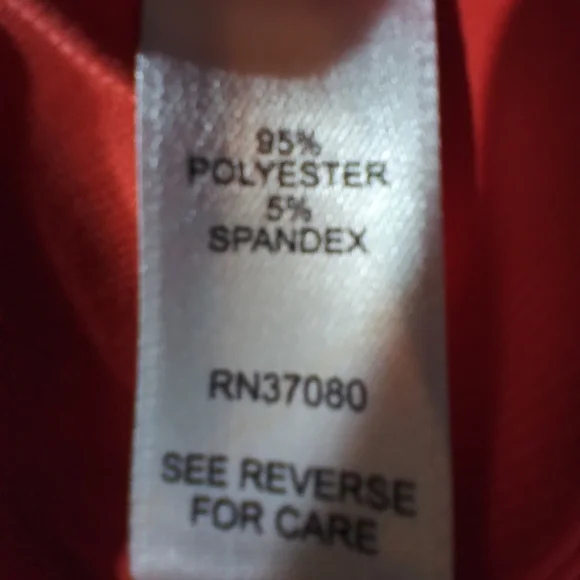 95%
POLYESTER
5%
SPANDEX
RN37080
SEE REVERSE
FOR CARE